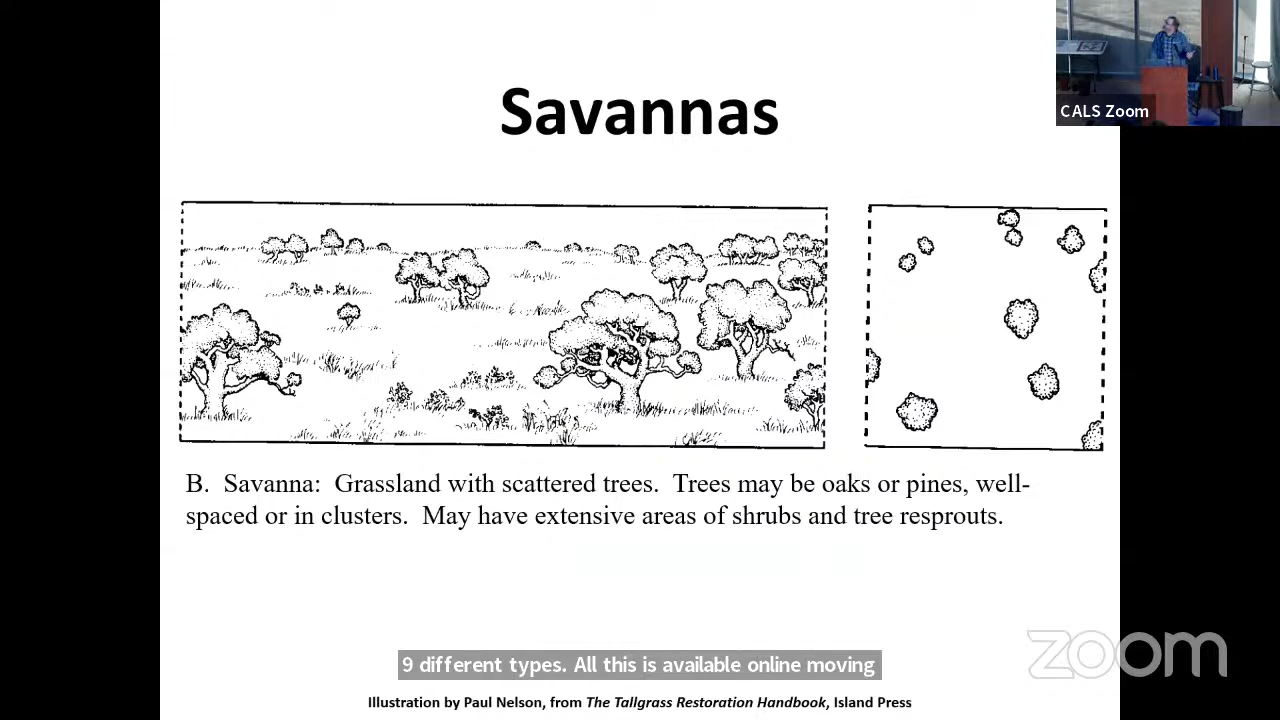 Savannas
CALS Zoom
B. Savanna: Grassland with scattered trees. Trees may be oaks or pines, well-
spaced or in clusters. May have extensive areas of shrubs and tree resprouts.
9 different types. All this is available online moving
zoom
Illustration by Paul Nelson, from The Tallgrass Restoration Handbook, Island Press